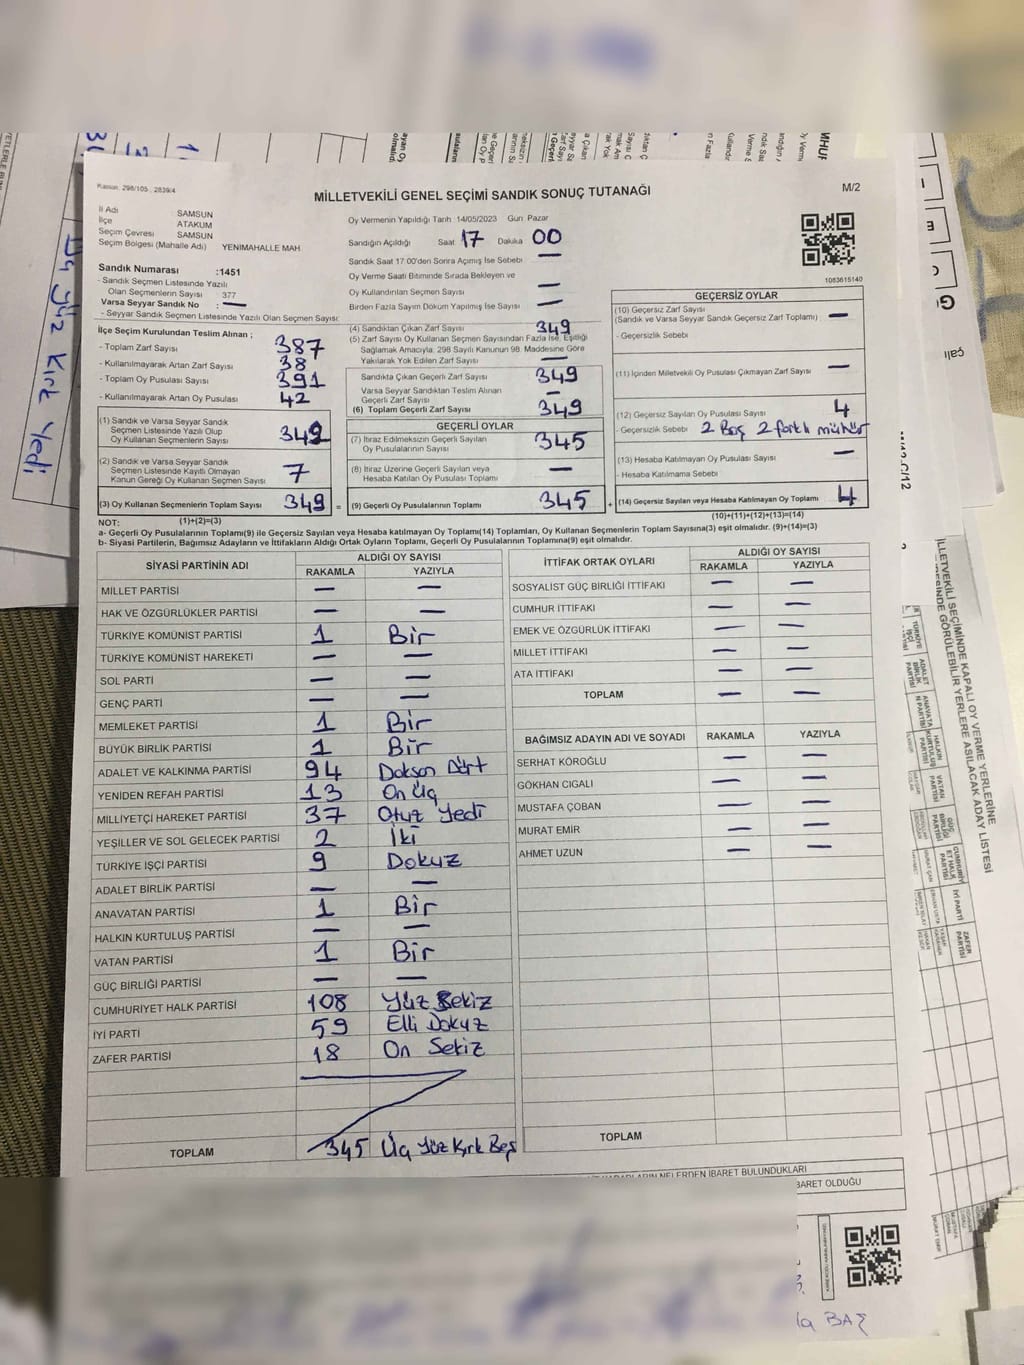 Kanun: 298/105 , 2839/4
MİLLETVEKİLİ GENEL SEÇİMİ SANDIK SONUÇ TUTANAĞI
M/2
İl Adı SAMSUN
İlçe ATAKUM
Seçim Çevresi SAMSUN
Seçim Bölgesi (Mahalle Adı) YENİMAHALLE MAH.
Sandık Numarası :1451
- Sandık Seçmen Listesinde Yazılı
Olan Seçmenlerin Sayısı 377
Varsa Seyyar Sandık No : —
- Seyyar Sandık Seçmen Listesinde Yazılı Olan Seçmen Sayısı:
Oy Vermenin Yapıldığı Tarih 14/05/2023 Gün Pazar
Sandığın Açıldığı Saat 17 Dakika 00
Sandık Saat 17:00'den Sonra Açımış İse Sebebi —
Oy Verme Saati Bitiminde Sırada Bekleyen ve
Oy Kullandırılan Seçmen Sayısı —
Birden Fazla Sayım Döküm Yapılmış İse Sayısı —
1083615140
İlçe Seçim Kurulundan Teslim Alınan ;
- Toplam Zarf Sayısı 387
- Kullanılmayarak Artan Zarf Sayısı 38
- Toplam Oy Pusulası Sayısı 391
- Kullanılmayarak Artan Oy Pusulası 42
(1) Sandık ve Varsa Seyyar Sandık
Seçmen Listesinde Yazılı Olup
Oy Kullanan Seçmenlerin Sayısı
(2) Sandık ve Varsa Seyyar Sandık
Seçmen Listesinde Kayıtlı Olmayan
Kanun Gereği Oy Kullanan Seçmen Sayısı 7
(3) Oy Kullanan Seçmenlerin Toplam Sayısı 349 =
(1)+(2)=(3)
(4) Sandıktan Çıkan Zarf Sayısı 349
(5) Zarf Sayısı Oy Kullanan Seçmen Sayısından Fazla İse, Eşitliği
Sağlamak Amacıyla, 298 Sayılı Kanunun 98. Maddesine Göre
Yakılarak Yok Edilen Zarf Sayısı —
Sandıkta Çıkan Geçerli Zarf Sayısı 349
Varsa Seyyar Sandıktan Teslim Alınan
Geçerli Zarf Sayısı —
(6) Toplam Geçerli Zarf Sayısı 349
GEÇERLİ OYLAR
(7) İtiraz Edilmeksizin Geçerli Sayılan
Oy Pusulalarının Sayısı 345
(8) İtiraz Üzerine Geçerli Sayılan veya
Hesaba Katılan Oy Pusulası Toplamı —
(9) Geçerli Oy Pusulalarının Toplamı 345 +
GEÇERSİZ OYLAR
(10) Geçersiz Zarf Sayısı
(Sandık ve Varsa Seyyar Sandık Geçersiz Zarf Toplamı) —
- Geçersizlik Sebebi
(11) İçinden Milletvekili Oy Pusulası Çıkmayan Zarf Sayısı —
(12) Geçersiz Sayılan Oy Pusulası Sayısı 4
- Geçersizlik Sebebi 2 Boş 2 farklı mühür
(13) Hesaba Katılmayan Oy Pusulası Sayısı —
- Hesaba Katılmama Sebebi
(14) Geçersiz Sayılan veya Hesaba Katılmayan Oy Toplamı 4
(10)+(11)+(12)+(13)=(14)
NOT:
a- Geçerli Oy Pusulalarının Toplamı(9) ile Geçersiz Sayılan veya Hesaba katılmayan Oy Toplamı(14) Toplamları, Oy Kullanan Seçmenlerin Toplam Sayısına(3) eşit olmalıdır. (9)+(14)=(3)
b- Siyasi Partilerin, Bağımsız Adayların ve İttifakların Aldığı Ortak Oyların Toplamı, Geçerli Oy Pusulalarının Toplamına(9) eşit olmalıdır.
SİYASİ PARTİNİN ADI ALDIĞI OY SAYISI
RAKAMLA YAZIYLA
MİLLET PARTİSİ — —
HAK VE ÖZGÜRLÜKLER PARTİSİ — —
TÜRKİYE KOMÜNİST PARTİSİ 1 Bir
TÜRKİYE KOMÜNİST HAREKETİ — —
SOL PARTİ — —
GENÇ PARTİ — —
MEMLEKET PARTİSİ 1 Bir
BÜYÜK BİRLİK PARTİSİ 1 Bir
ADALET VE KALKINMA PARTİSİ 94 Doksan Dört
YENİDEN REFAH PARTİSİ 13 On Üç
MİLLİYETÇİ HAREKET PARTİSİ 37 Otuz Yedi
YEŞİLLER VE SOL GELECEK PARTİSİ 2 İki
TÜRKİYE İŞÇİ PARTİSİ 9 Dokuz
ADALET BİRLİK PARTİSİ — —
ANAVATAN PARTİSİ 1 Bir
HALKIN KURTULUŞ PARTİSİ — —
VATAN PARTİSİ 1 Bir
GÜÇ BİRLİĞİ PARTİSİ — —
CUMHURİYET HALK PARTİSİ 108 Yüz Sekiz
İYİ PARTİ 59 Elli Dokuz
ZAFER PARTİSİ 18 On Sekiz
TOPLAM 345 Üç Yüz Kırk Beş
İTTİFAK ORTAK OYLARI ALDIĞI OY SAYISI
RAKAMLA YAZIYLA
SOSYALİST GÜÇ BİRLİĞİ İTTİFAKI — —
CUMHUR İTTİFAKI — —
EMEK VE ÖZGÜRLÜK İTTİFAKI — —
MİLLET İTTİFAKI — —
ATA İTTİFAKI — —
TOPLAM — —
BAĞIMSIZ ADAYIN ADI VE SOYADI RAKAMLA YAZIYLA
SERHAT KÖROĞLU — —
GÖKHAN CIGALI — —
MUSTAFA ÇOBAN — —
MURAT EMİR — —
AHMET UZUN — —
TOPLAM
NELERDEN İBARET BULUNDUKLARI
BARET OLDUĞU
Yüz Kırk Yedi
MİLLETVEKİLİ SEÇİMİNDE KAPALI OY VERME YERLERİNE
GÖRÜLEBİLİR YERLERE ASILACAK ADAY LİSTESİ